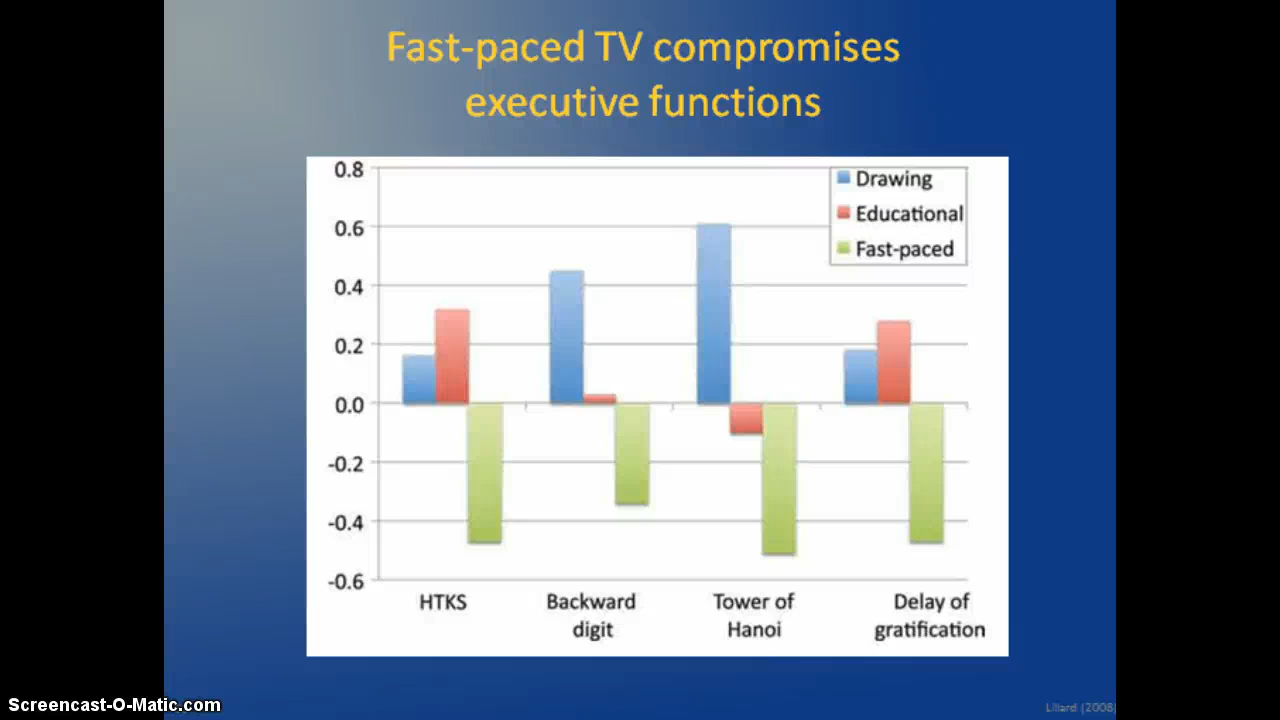 Fast-paced TV compromises
executive functions
0.8
0.6
0.4
0.2
0.0
-0.2
-0.4
-0.6
Drawing
Educational
Fast-paced
HTKS
Backward
digit
Tower of
Hanoi
Delay of
gratification
Screencast-O-Matic.com
Lillard (2008)